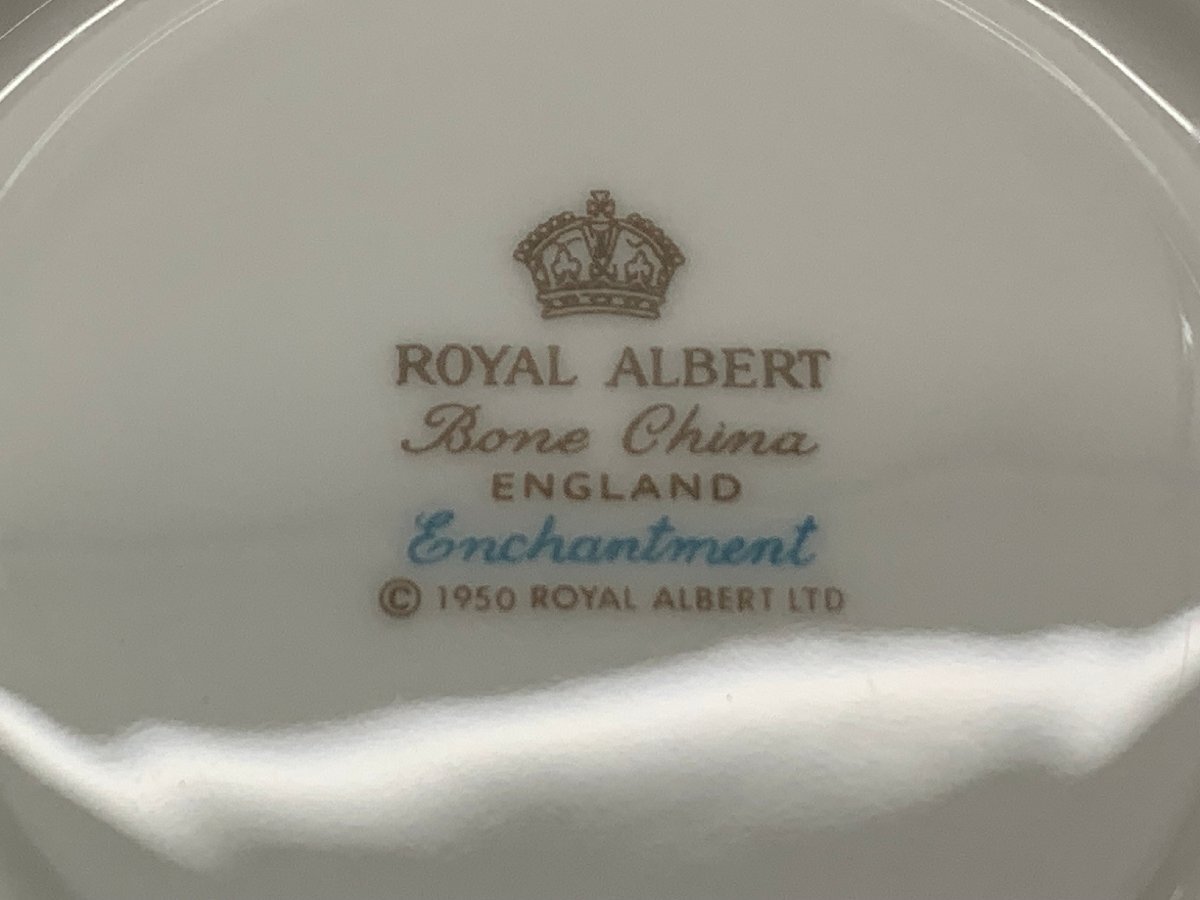 ROYAL ALBERT
Bone China
ENGLAND
Enchantment
© 1950 ROYAL ALBERT LTD